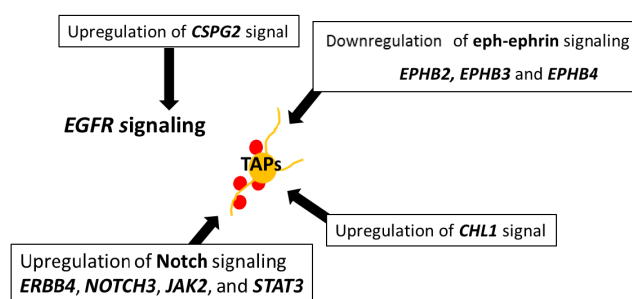 Upregulation of CSPG2 signal
Downregulation of eph-ephrin signaling
EPHB2, EPHB3 and EPHB4
EGFR signaling
TAPs
Upregulation of CHL1 signal
Upregulation of Notch signaling
ERBB4, NOTCH3, JAK2, and STAT3